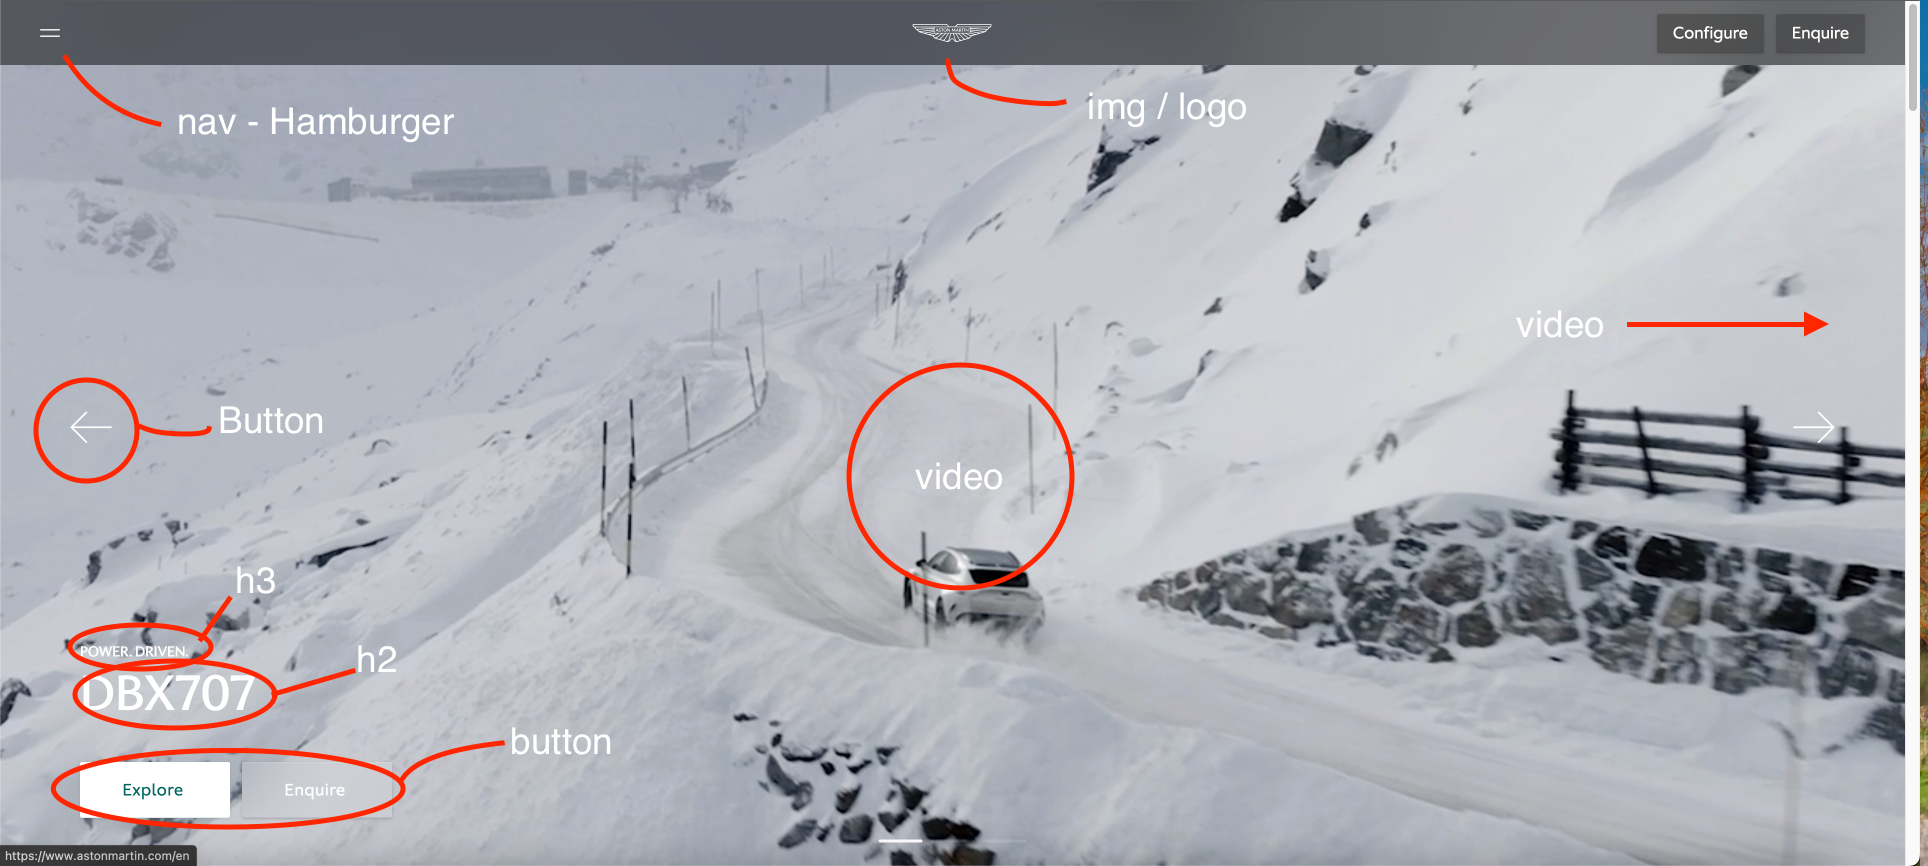 ASTON MARTIN
Configure
Enquire
nav - Hamburger
img / logo
video
Button
video
h3
POWER. DRIVEN.
h2
DBX707
button
Explore
Enquire
https://www.astonmartin.com/en